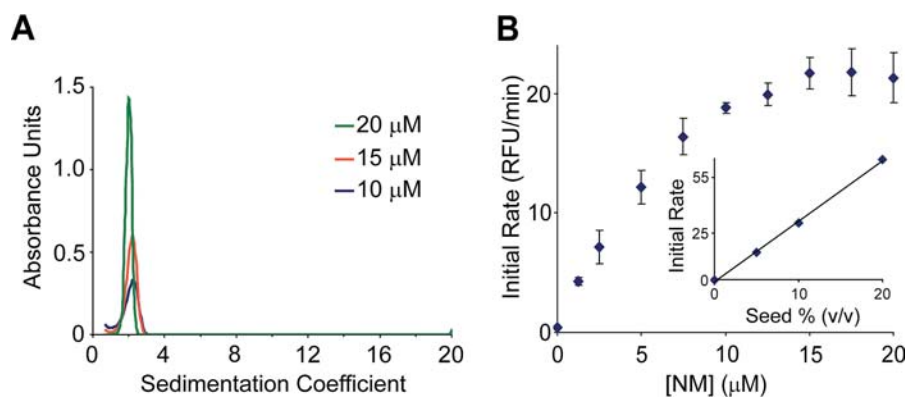 A
1.5
1.0
0.5
0
0 4 8 12 16 20
Absorbance Units
Sedimentation Coefficient
20 μM
15 μM
10 μM
B
20
10
0
0 5 10 15 20
Initial Rate (RFU/min)
[NM] (μM)
55
25
0
0 10 20
Initial Rate
Seed % (v/v)